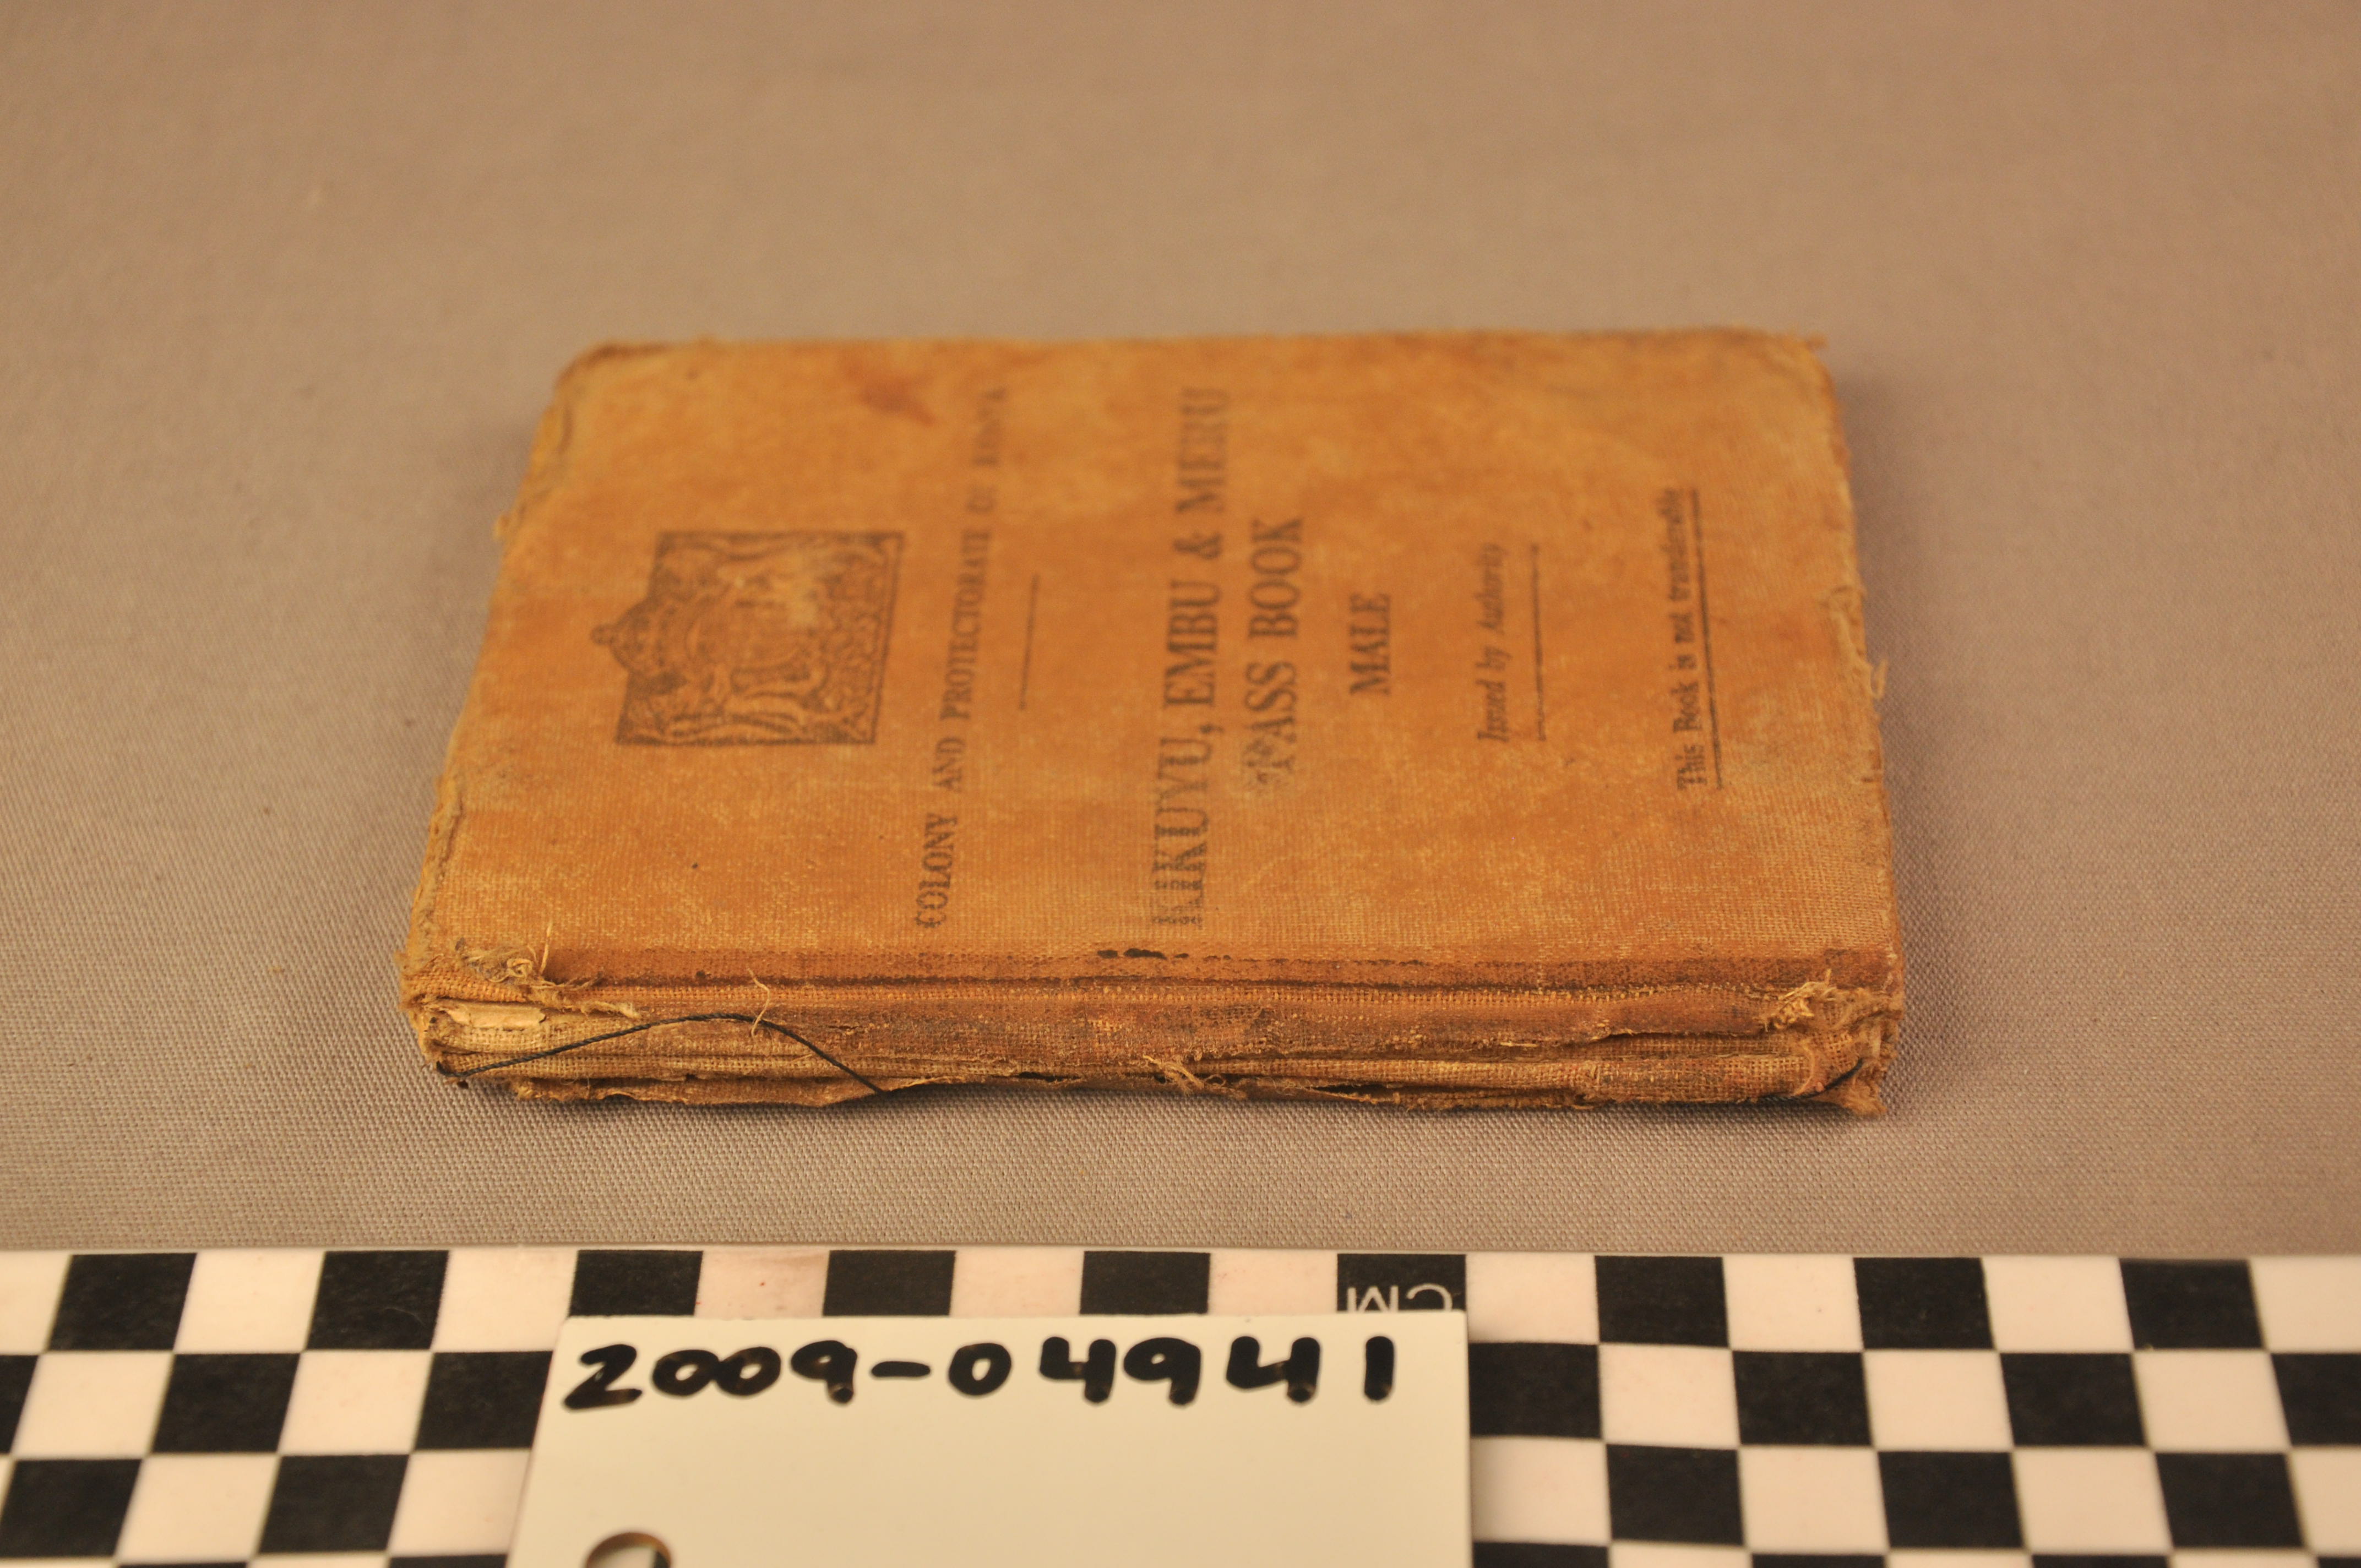 COLONY AND PROTECTORATE OF KENYA
KIKUYU, EMBU & MERU
PASS BOOK
MALE
Issued by Authority
This Book is not transferable
CM
2009-04941